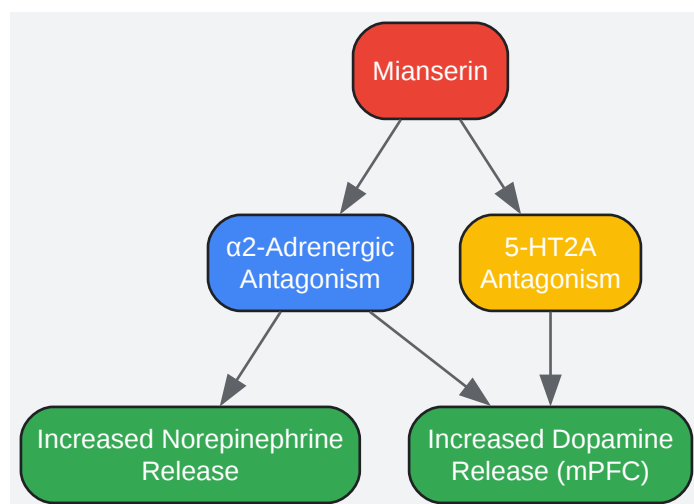 Mianserin
α2-Adrenergic
Antagonism
5-HT2A
Antagonism
Increased Norepinephrine
Release
Increased Dopamine
Release (mPFC)